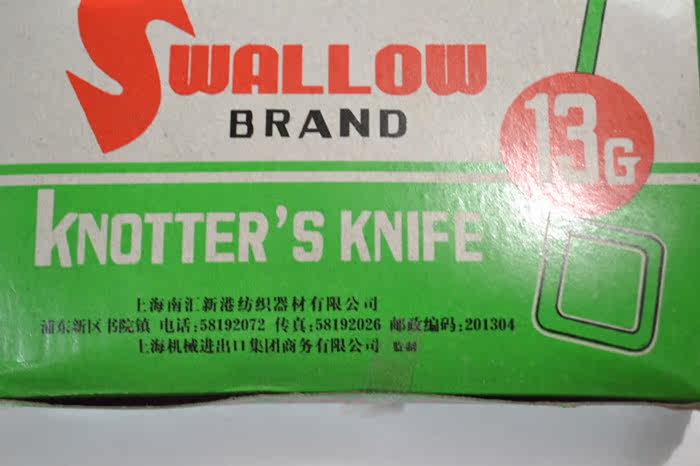 SWALLOW
BRAND
13G
KNOTTER'S KNIFE
上海南汇新港纺织器材有限公司
浦东新区书院镇 电话:58192072 传真:58192026 邮政编码:201304
上海机械进出口集团商务有限公司 监制